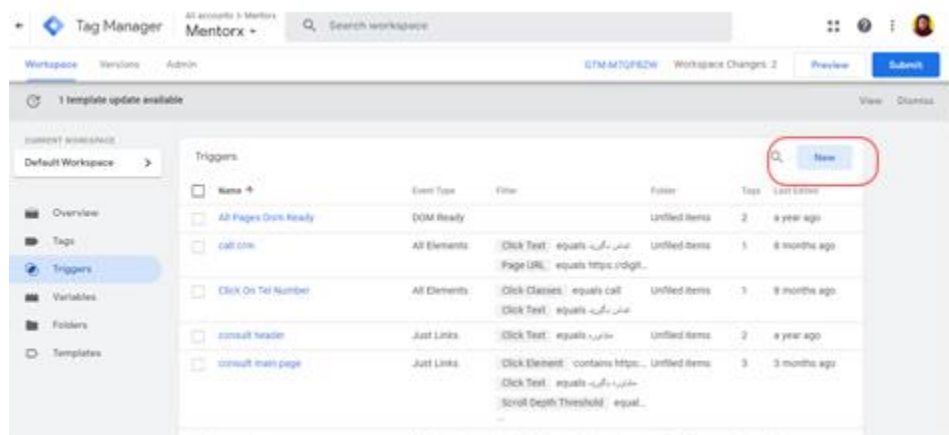 Tag Manager
All accounts > Mentorx
Mentorx
Search workspace
Workspace Versions Admin
Workspace Changes: 2 Preview Submit
1 template update available View Dismiss
CURRENT WORKSPACE
Default Workspace
Overview
Tags
Triggers
Variables
Folders
Templates
Triggers New
Name Event Type Filter Folder Tags Last Edited
All Pages Dom Ready DOM Ready Unfiled items 2 a year ago
call crm All Elements Click Text equals Unfiled items 1 8 months ago
Page URL equals https://digit...
Click On Tel Number All Elements Click Classes equals call Unfiled items 1 9 months ago
Click Text equals
consult header Just Links Click Text equals Unfiled items 2 a year ago
consult main page Just Links Click Element contains https:... Unfiled items 3 3 months ago
Click Text equals
Scroll Depth Threshold equal...
...